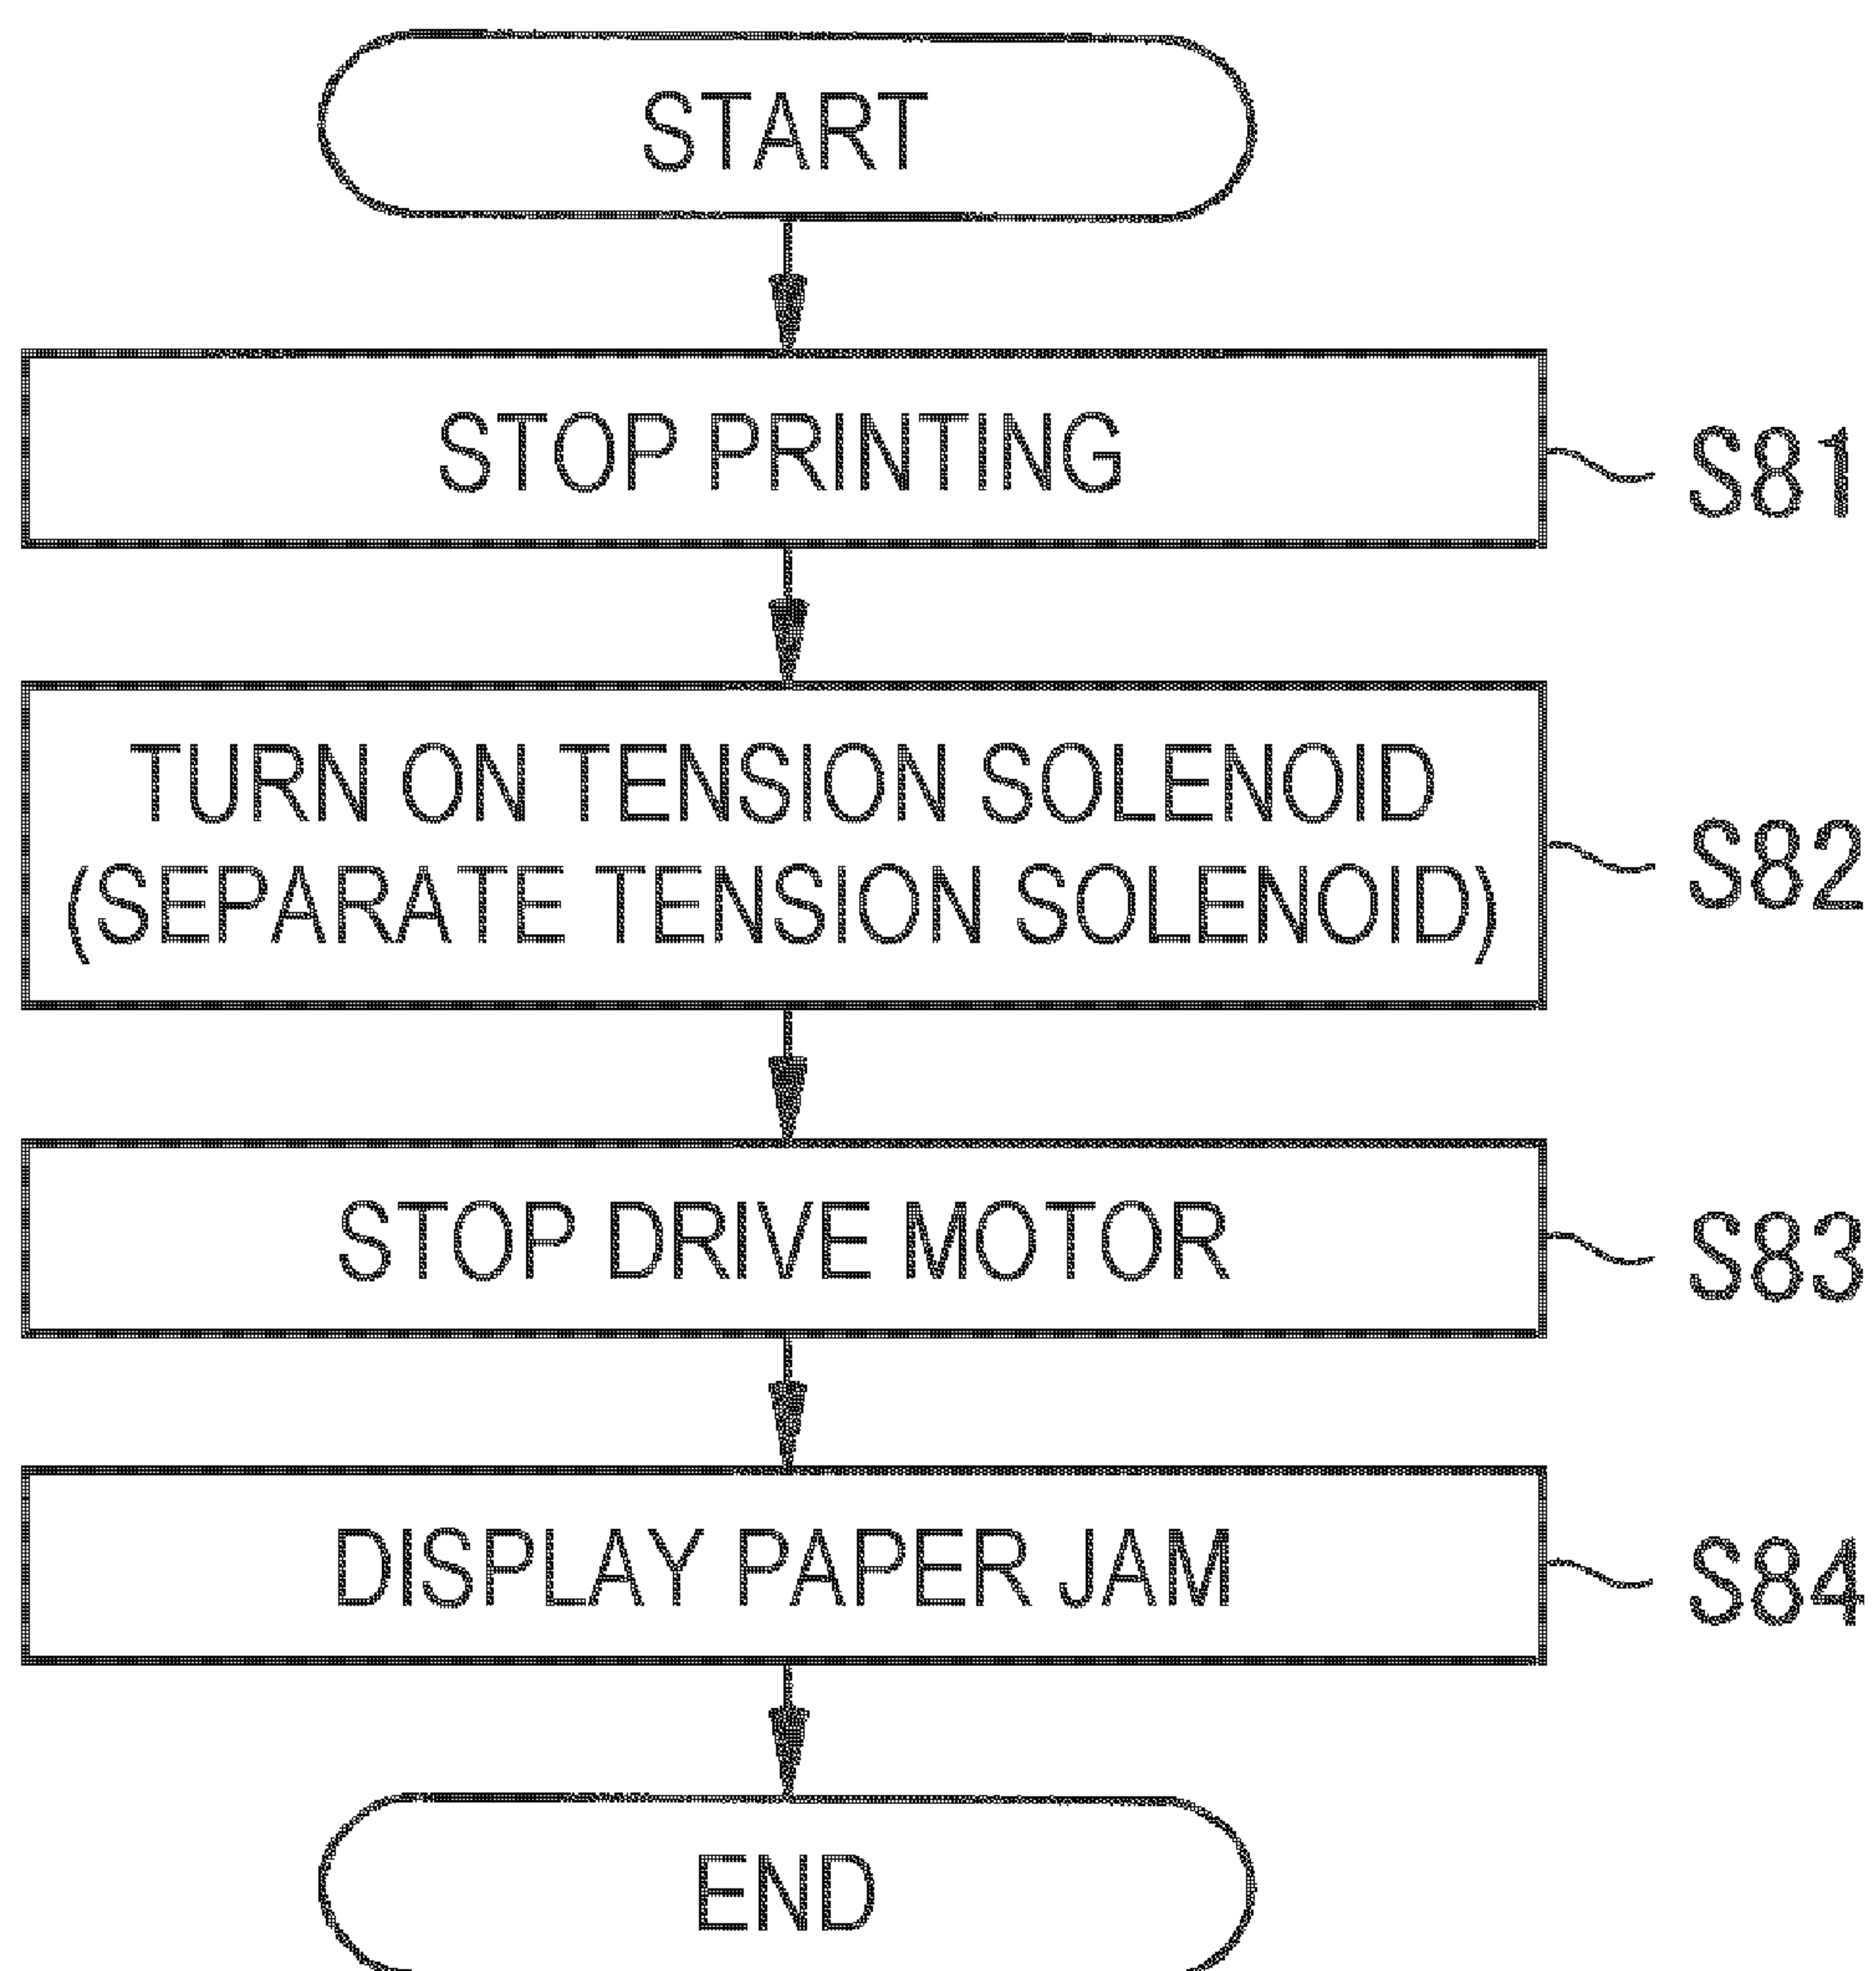 START
STOP PRINTING
S81
TURN ON TENSION SOLENOID
(SEPARATE TENSION SOLENOID)
S82
STOP DRIVE MOTOR
S83
DISPLAY PAPER JAM
S84
END